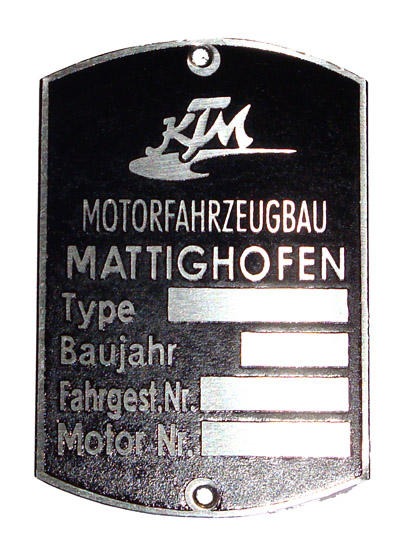 KTM
MOTORFAHRZEUGBAU
MATTIGHOFEN
Type
Baujahr
Fahrgest.Nr.
Motor Nr.